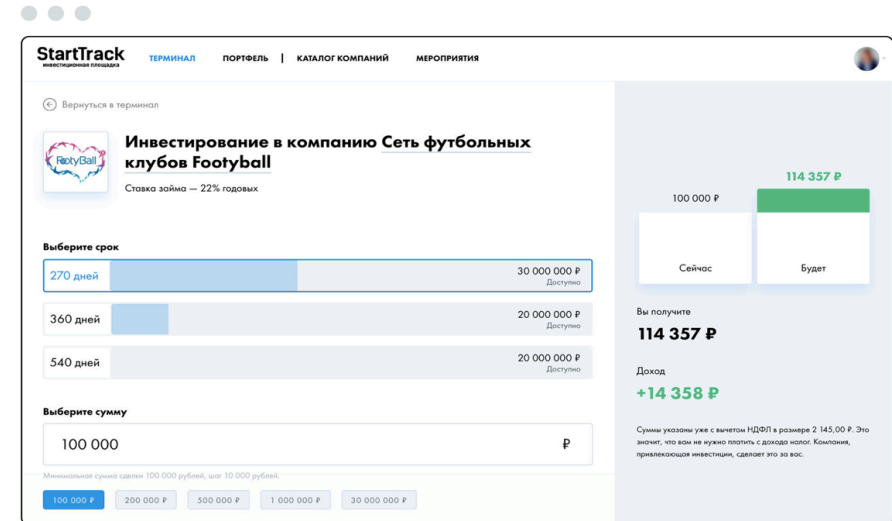 StartTrack
инвестиционная площадка
ТЕРМИНАЛ ПОРТФЕЛЬ | КАТАЛОГ КОМПАНИЙ МЕРОПРИЯТИЯ
Вернуться в терминал
FootyBall
Инвестирование в компанию Сеть футбольных
клубов Footyball
Ставка займа — 22% годовых
Выберите срок
270 дней 30 000 000 ₽
Доступно
360 дней 20 000 000 ₽
Доступно
540 дней 20 000 000 ₽
Доступно
Выберите сумму
100 000 ₽
Минимальная сумма сделки 100 000 рублей, шаг 10 000 рублей.
100 000 ₽ 200 000 ₽ 500 000 ₽ 1 000 000 ₽ 30 000 000 ₽
114 357 ₽
100 000 ₽
Сейчас Будет
Вы получите
114 357 ₽
Доход
+14 358 ₽
Суммы указаны уже с вычетом НДФЛ в размере 2 145,00 ₽. Это
значит, что вам не нужно платить с дохода налог. Компания,
привлекающая инвестиции, сделает это за вас.